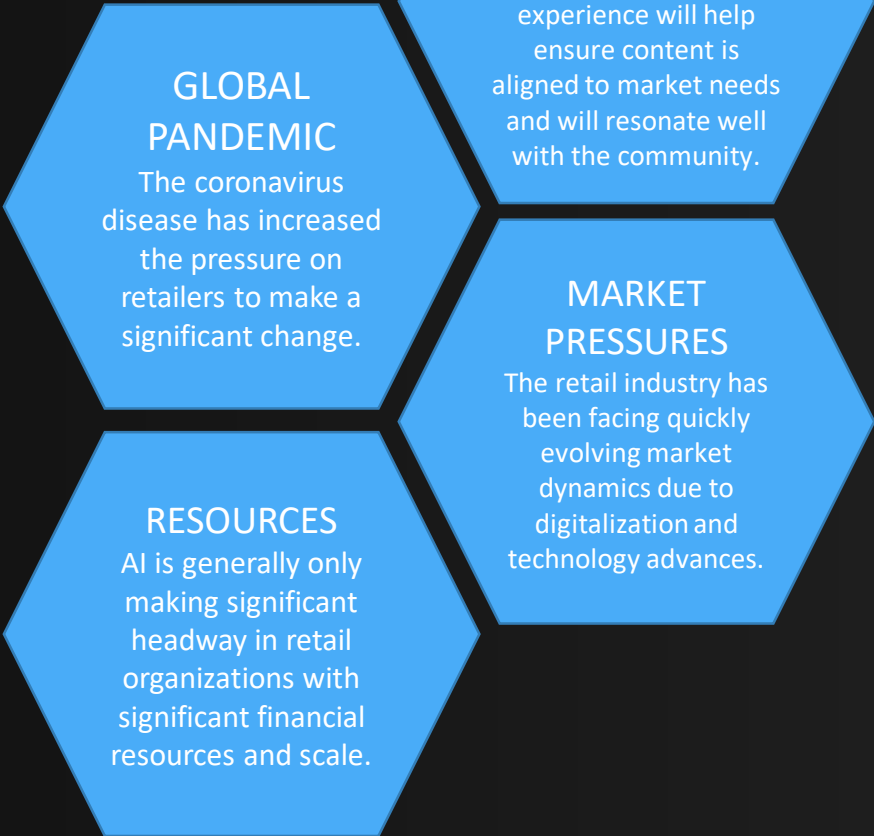 experience will help
ensure content is
aligned to market needs
and will resonate well
with the community.
GLOBAL
PANDEMIC
The coronavirus
disease has increased
the pressure on
retailers to make a
significant change.
MARKET
PRESSURES
The retail industry has
been facing quickly
evolving market
dynamics due to
digitalization and
technology advances.
RESOURCES
AI is generally only
making significant
headway in retail
organizations with
significant financial
resources and scale.